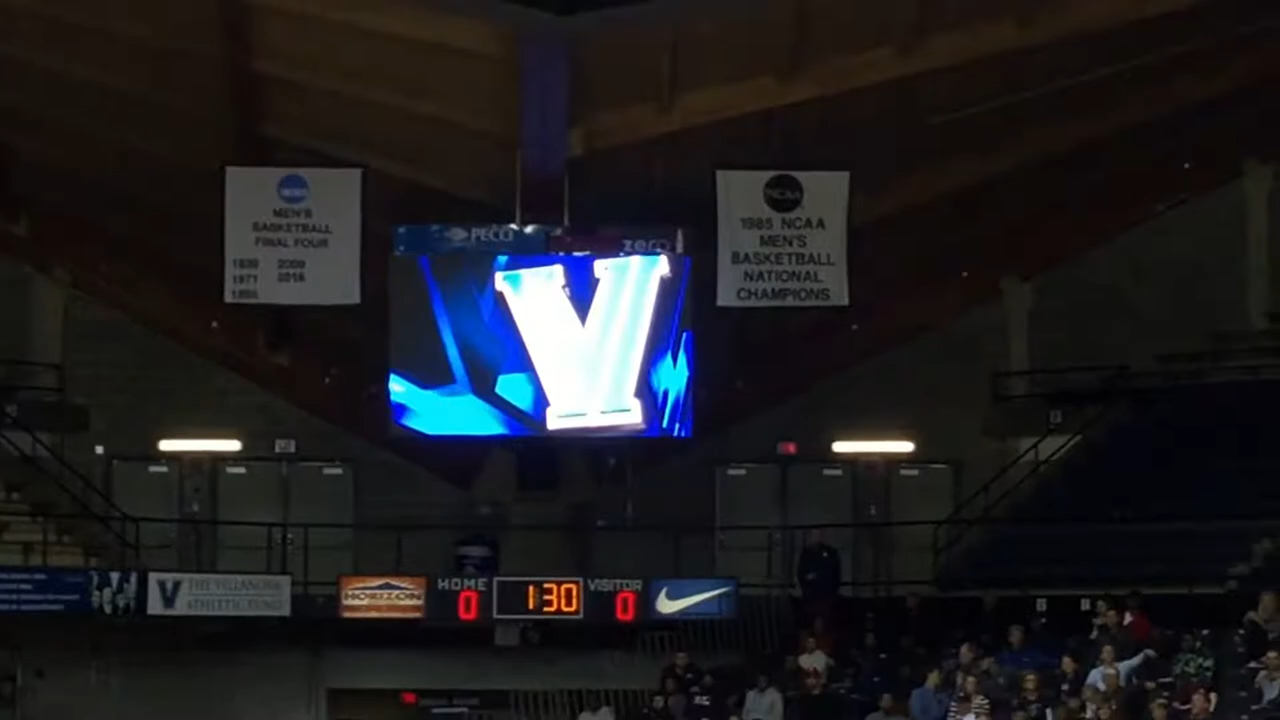 NCAA
MEN'S
BASKETBALL
FINAL FOUR
1939 2009
1971 2016
1985
NCAA
1985 NCAA
MEN'S
BASKETBALL
NATIONAL
CHAMPIONS
PECO
zero
V
V
THE VILLANOVA
ATHLETIC FUND
HORIZON
HOME
0
1:30
VISITOR
0